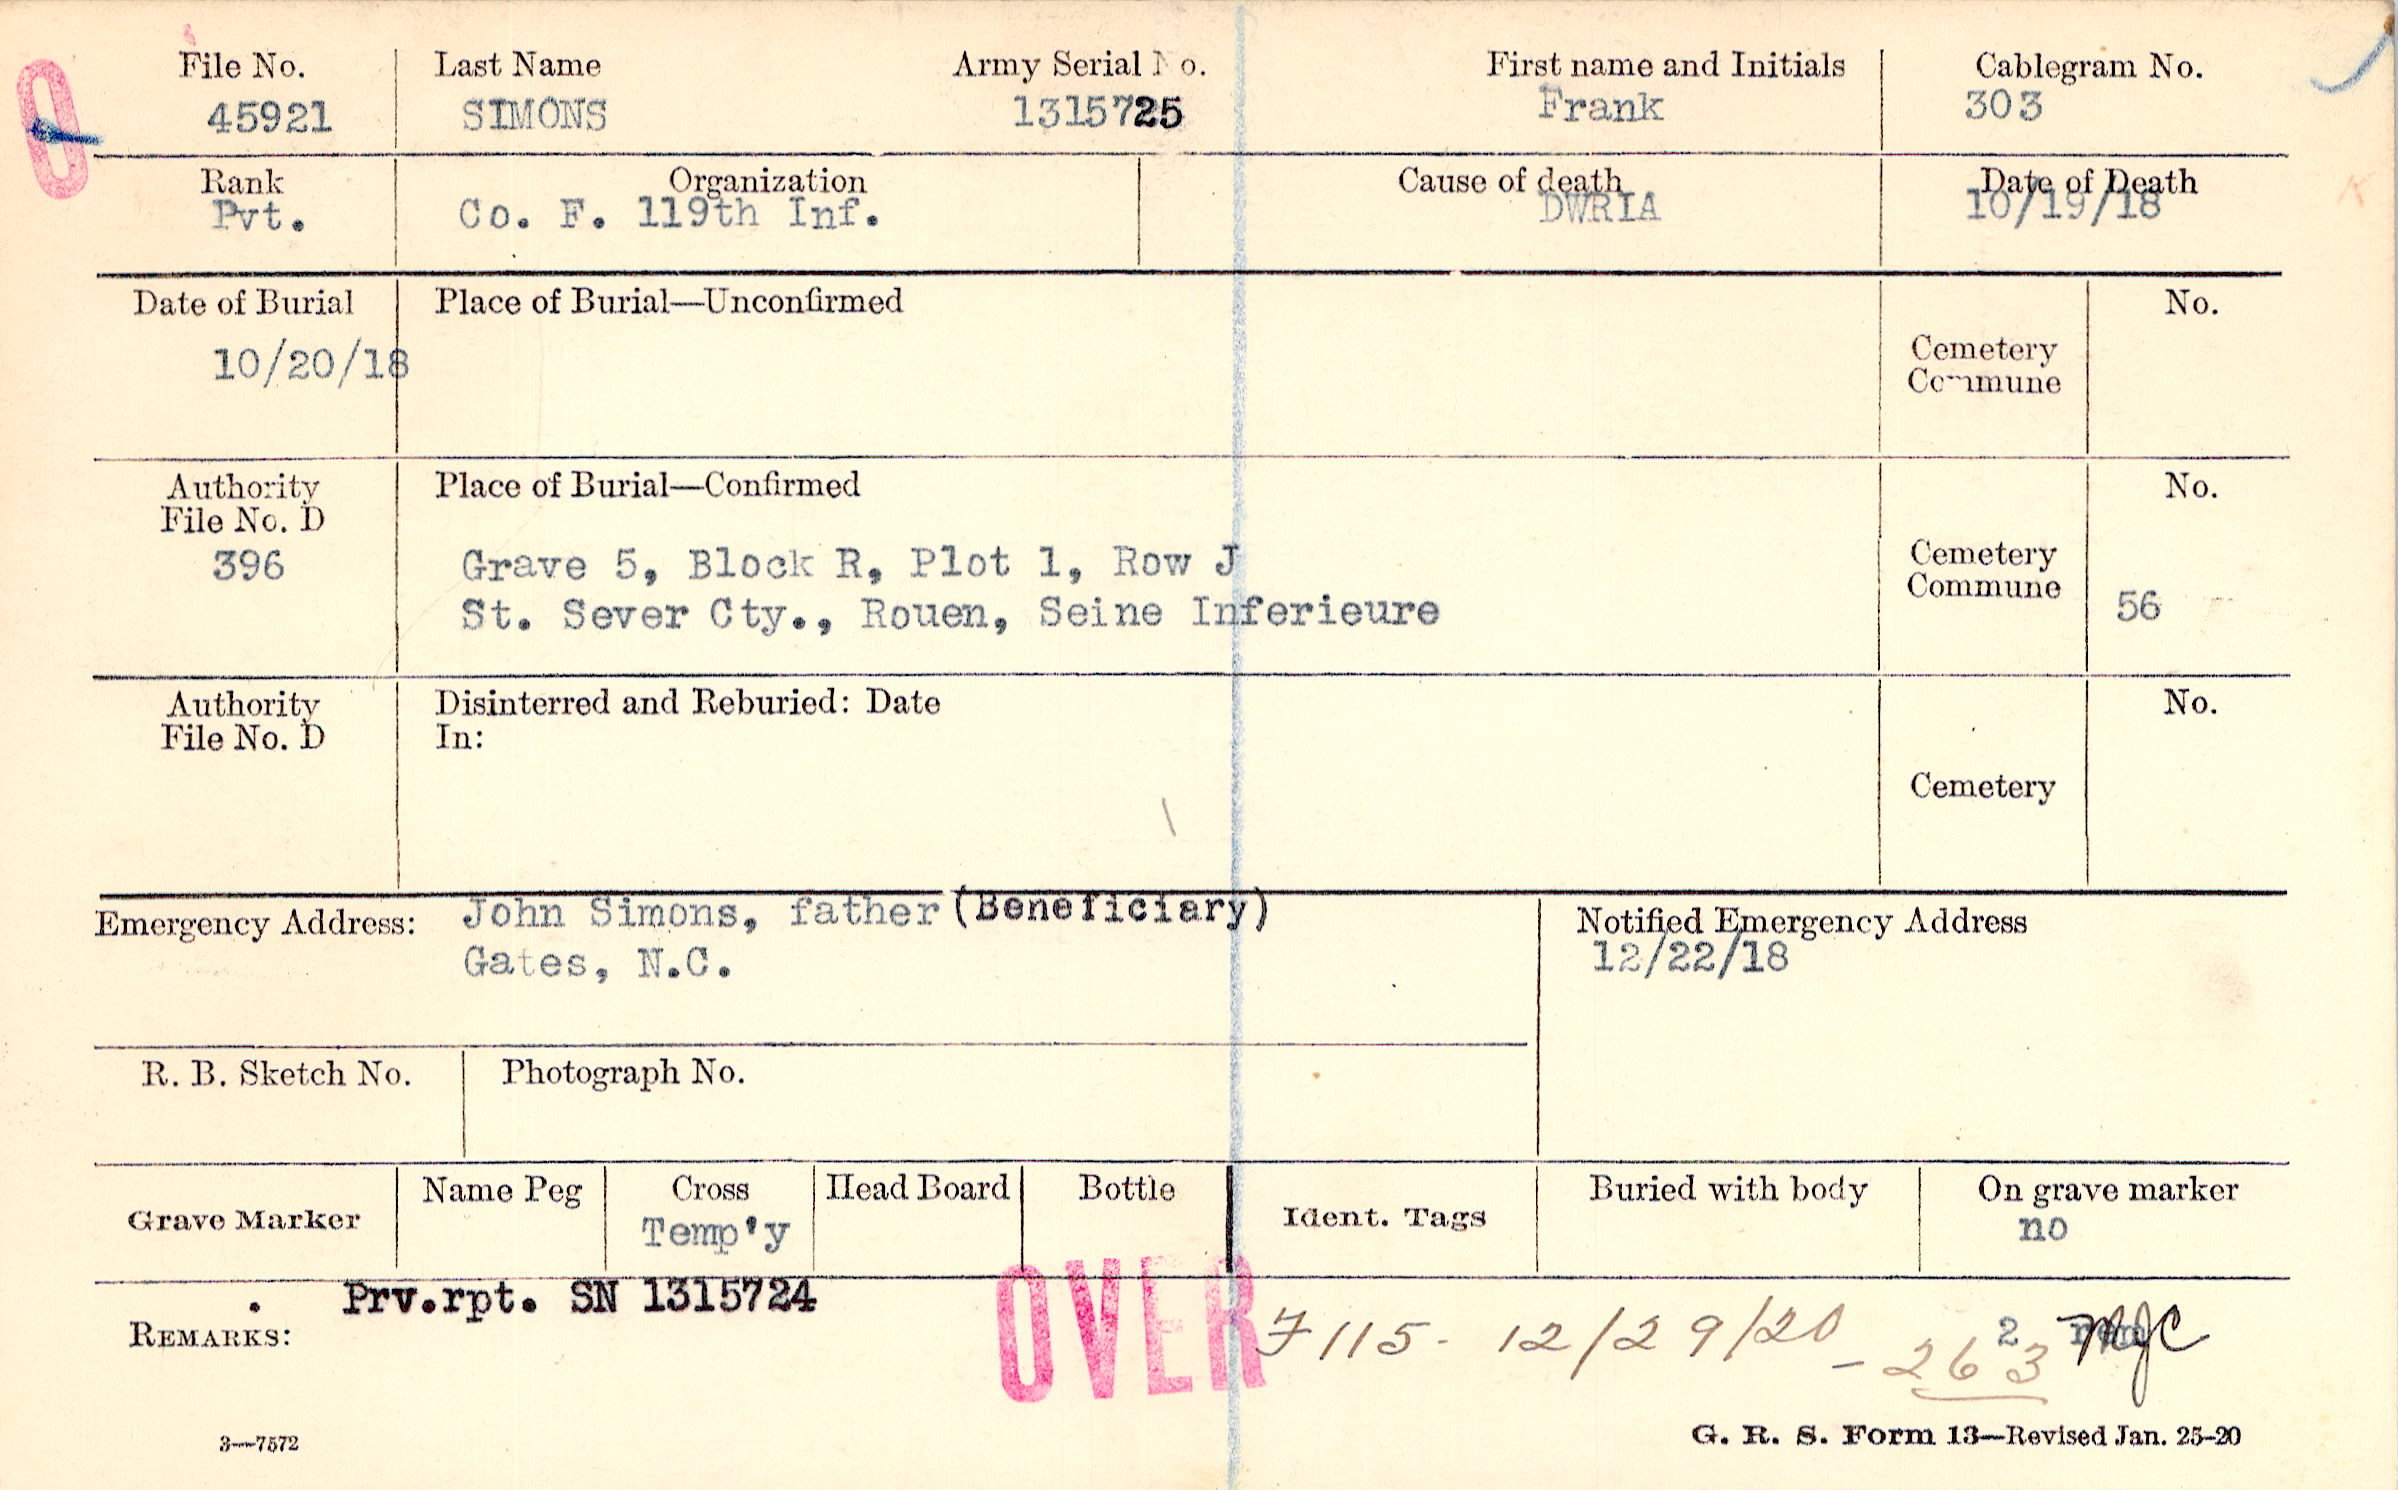 File No. Last Name Army Serial No. First name and Initials Cablegram No.
45921 SIMONS 1315725 Frank 303
Rank Organization Cause of death Date of Death
Pvt. Co. F. 119th Inf. DWRIA 10/19/18
Date of Burial Place of Burial—Unconfirmed No.
10/20/18
Cemetery
Commune
Authority Place of Burial—Confirmed No.
File No. D
396 Grave 5, Block R, Plot 1, Row J Cemetery
St. Sever Cty., Rouen, Seine Inferieure Commune 56
Authority Disinterred and Reburied: Date No.
File No. D In:
Cemetery
Emergency Address: John Simons, father (Beneficiary) Notified Emergency Address
Gates, N.C. 12/22/18
R. B. Sketch No. Photograph No.
Grave Marker Name Peg Cross Head Board Bottle Ident. Tags Buried with body On grave marker
Temp'y no
Prv.rpt. SN 1315724
REMARKS: OVER 7115- 12/29/20 - 263 2
3—7572 G. R. S. Form 13—Revised Jan. 25-20